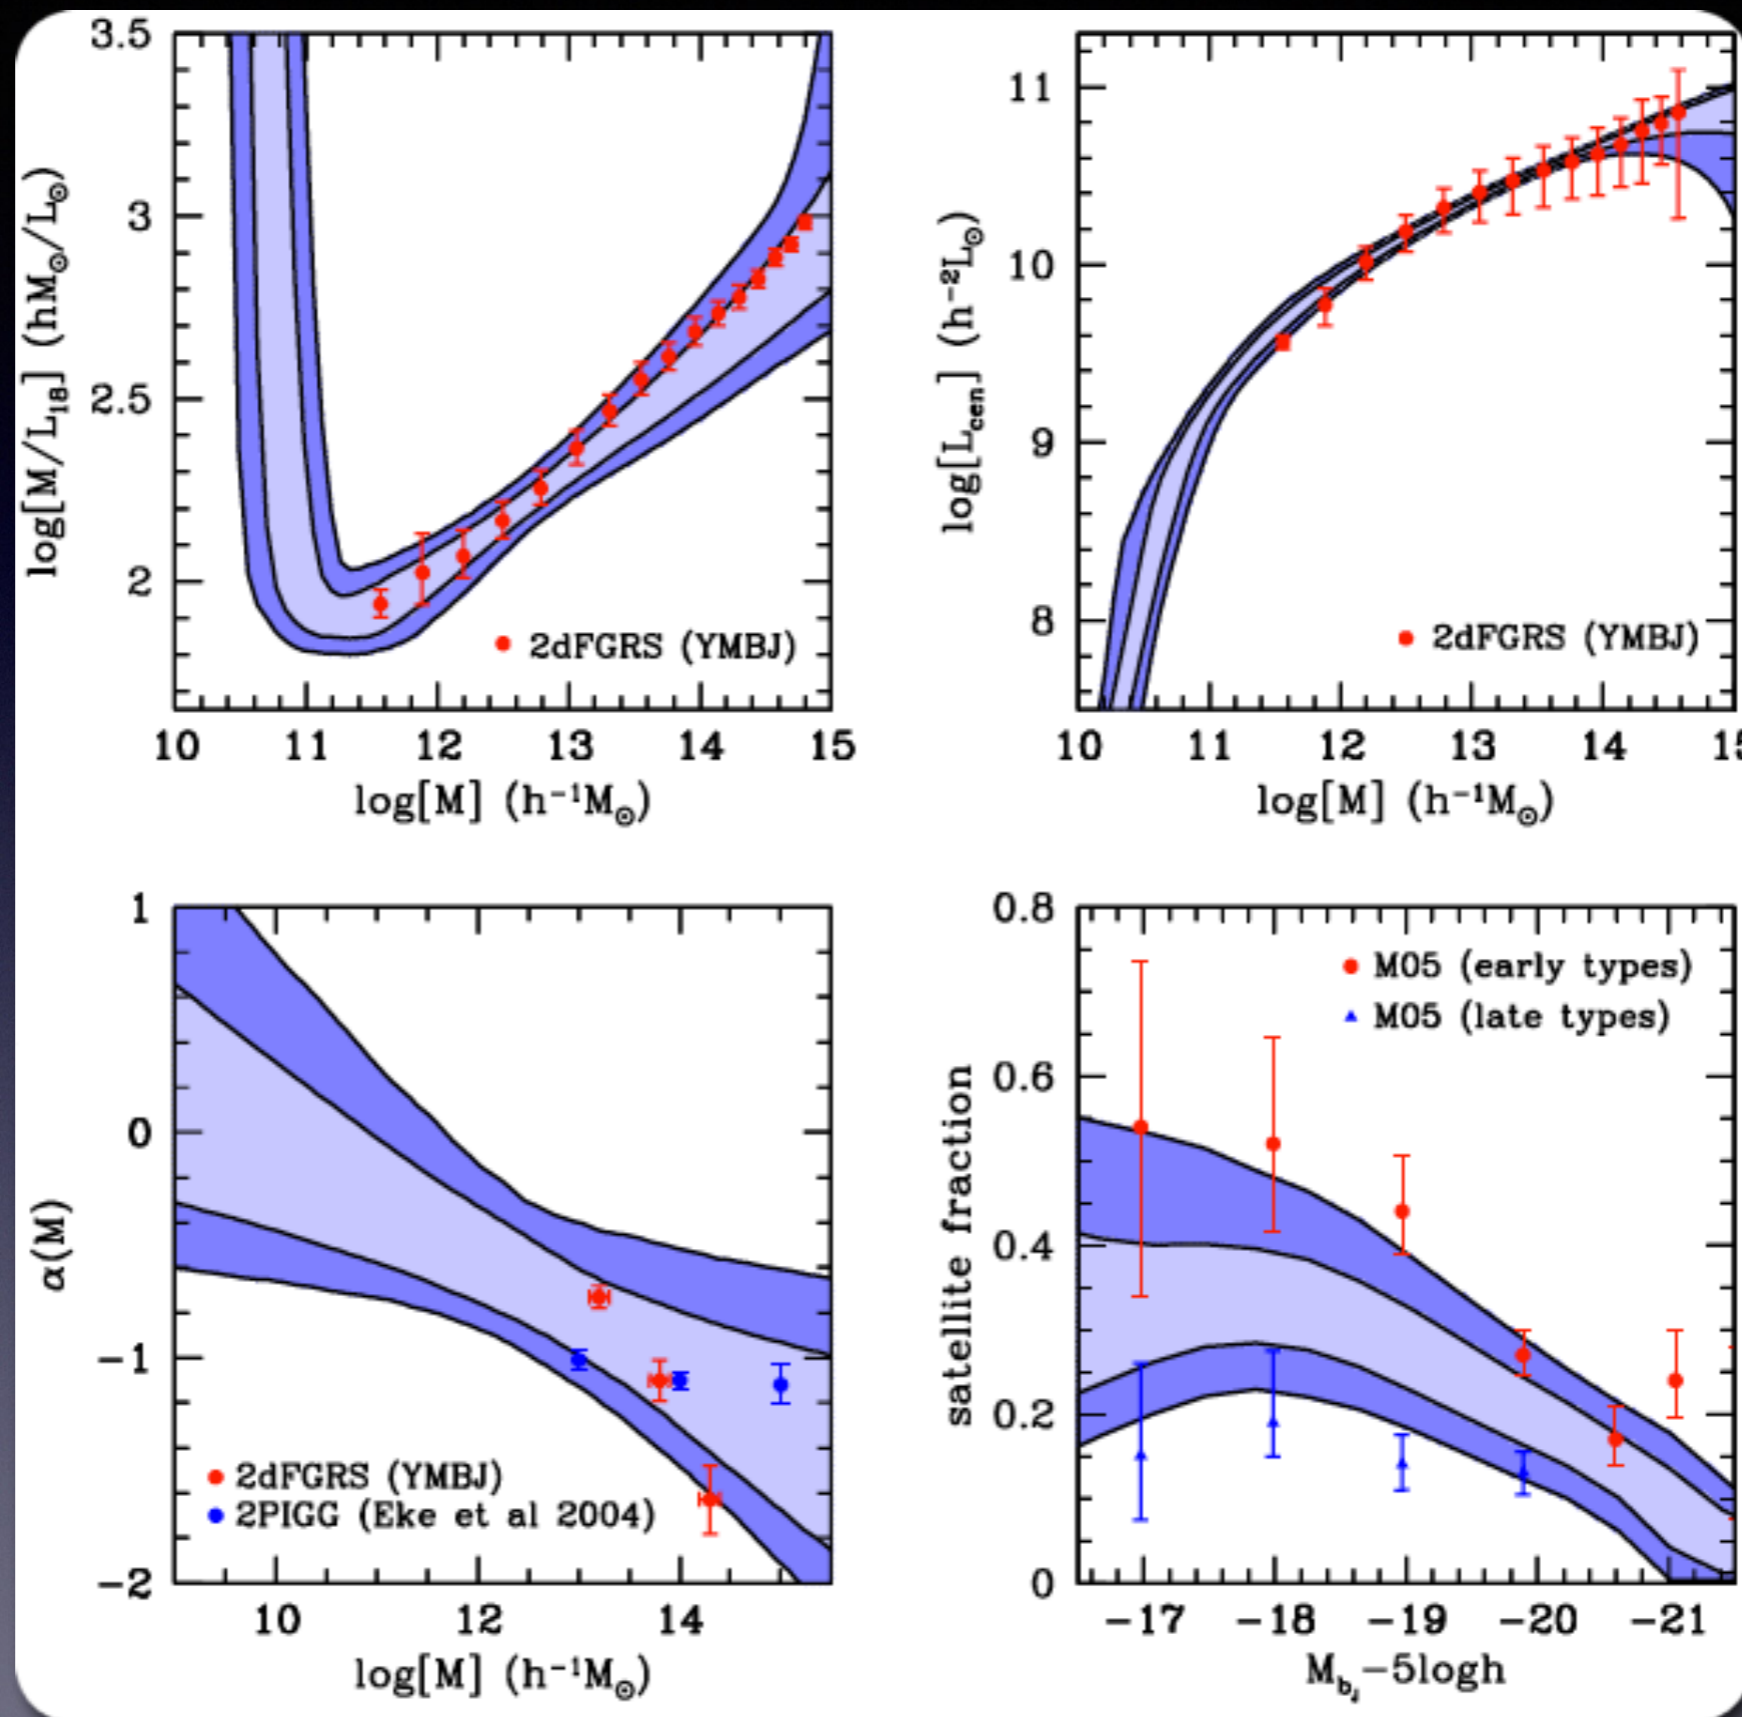 3.5
3
2.5
2
log[M/L₁₈] (hM⊙/L⊙)
2dFGRS (YMBJ)
10 11 12 13 14 15
log[M] (h⁻¹M⊙)
11
10
9
8
log[L_cen] (h⁻²L⊙)
2dFGRS (YMBJ)
10 11 12 13 14
log[M] (h⁻¹M⊙)
1
0
−1
−2
α(M)
2dFGRS (YMBJ)
2PIGG (Eke et al 2004)
10 12 14
log[M] (h⁻¹M⊙)
0.8
0.6
0.4
0.2
0
satellite fraction
M05 (early types)
M05 (late types)
−17 −18 −19 −20 −21
M_bJ−5logh